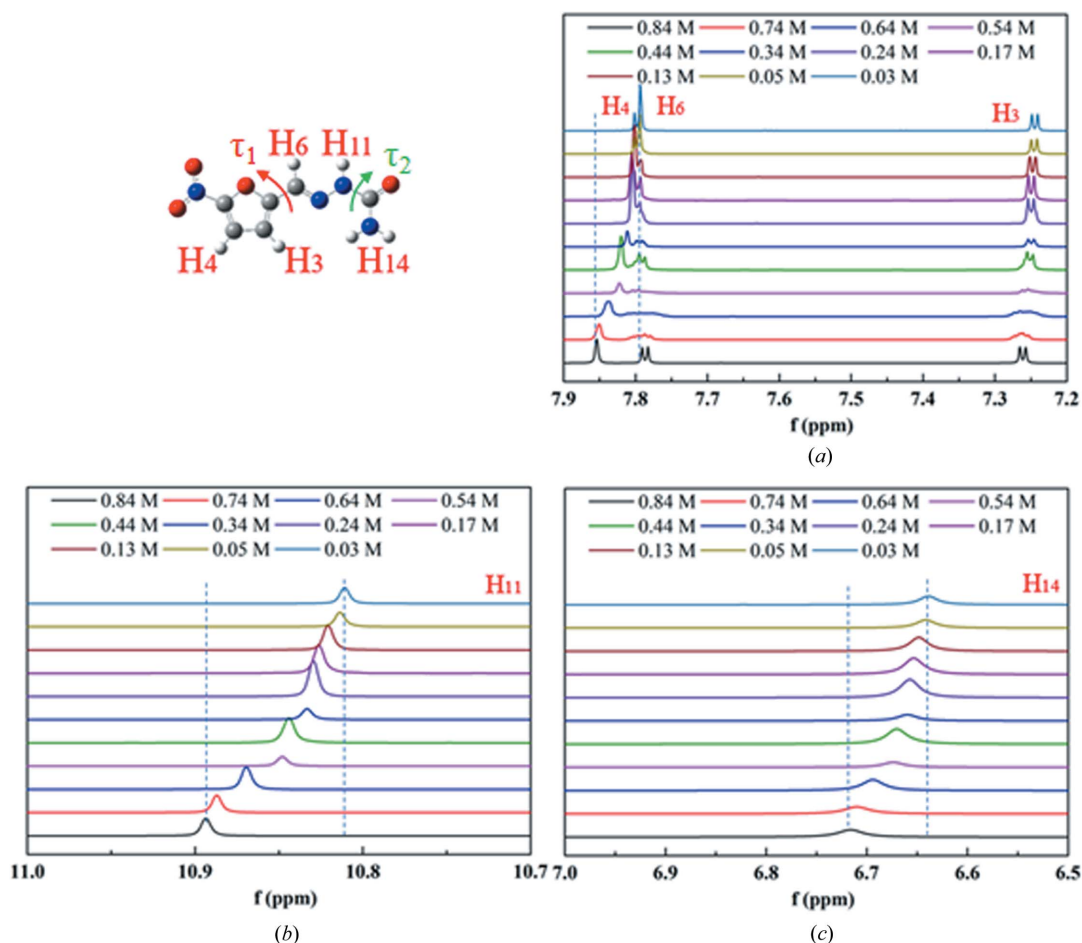 H6 H11
τ1 τ2
H4 H3 H14
0.84 M 0.74 M 0.64 M 0.54 M
0.44 M 0.34 M 0.24 M 0.17 M
0.13 M 0.05 M 0.03 M
H4 H6 H3
7.9 7.8 7.7 7.6 7.5 7.4 7.3 7.2
f (ppm)
(a)
0.84 M 0.74 M 0.64 M 0.54 M
0.44 M 0.34 M 0.24 M 0.17 M
0.13 M 0.05 M 0.03 M
H11
11.0 10.9 10.8 10.7
f (ppm)
(b)
0.84 M 0.74 M 0.64 M 0.54 M
0.44 M 0.34 M 0.24 M 0.17 M
0.13 M 0.05 M 0.03 M
H14
7.0 6.9 6.8 6.7 6.6 6.5
f (ppm)
(c)